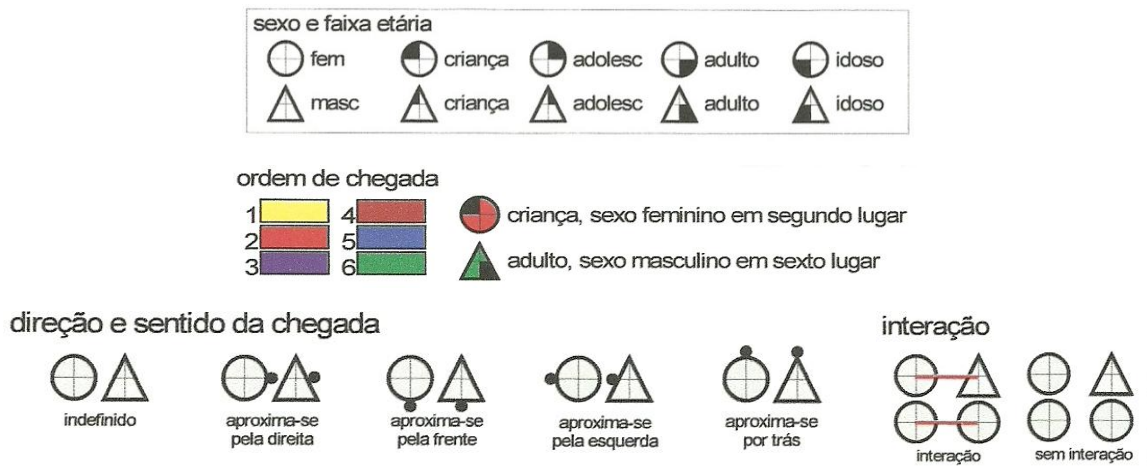 sexo e faixa etária
fem criança adolesc adulto idoso
masc criança adolesc adulto idoso
ordem de chegada
1 4
2 5
3 6
criança, sexo feminino em segundo lugar
adulto, sexo masculino em sexto lugar
direção e sentido da chegada
indefinido
aproxima-se
pela direita
aproxima-se
pela frente
aproxima-se
pela esquerda
aproxima-se
por trás
interação
interação
sem interação